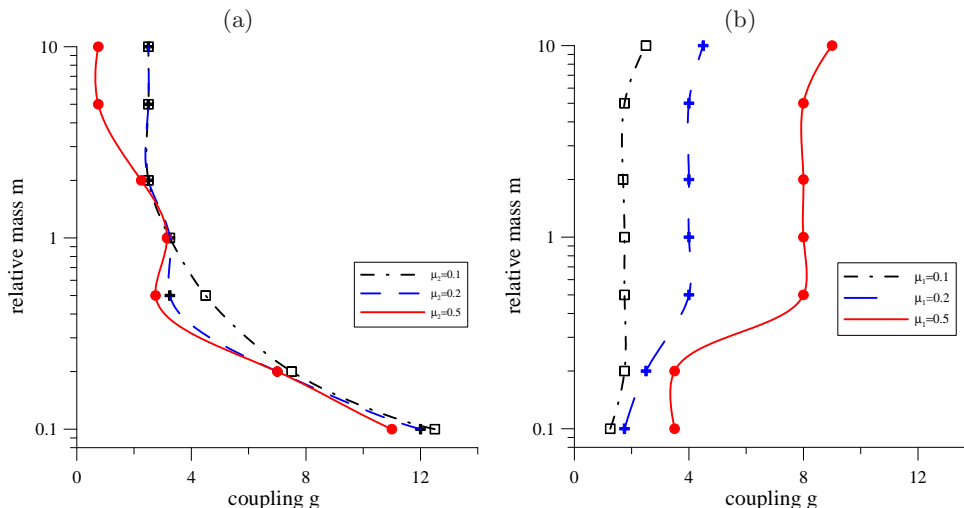 (a)
10
1
0.1
relative mass m
0
4
8
12
coupling g
μ₂=0.1
μ₂=0.2
μ₂=0.5
(b)
10
1
0.1
relative mass m
0
4
8
12
coupling g
μ₁=0.1
μ₁=0.2
μ₁=0.5